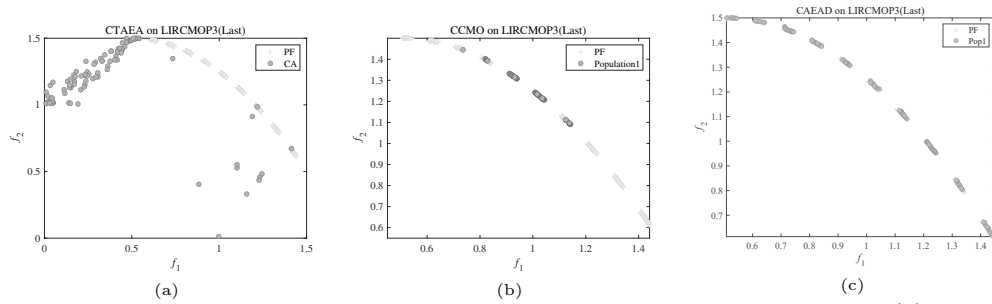 CTAEA on LIRCMOP3(Last)
1.5
1
0.5
0
f2
0
0.5
1
1.5
f1
PF
CA
(a)
CCMO on LIRCMOP3(Last)
1.5
1.4
1.3
1.2
1.1
1
0.9
0.8
0.7
0.6
f2
0.6
0.8
1
1.2
1.4
f1
PF
Population1
(b)
CAEAD on LIRCMOP3(Last)
1.5
1.4
1.3
1.2
1.1
1
0.9
0.8
0.7
f2
0.6
0.7
0.8
0.9
1
1.1
1.2
1.3
1.4
f1
PF
Pop1
(c)